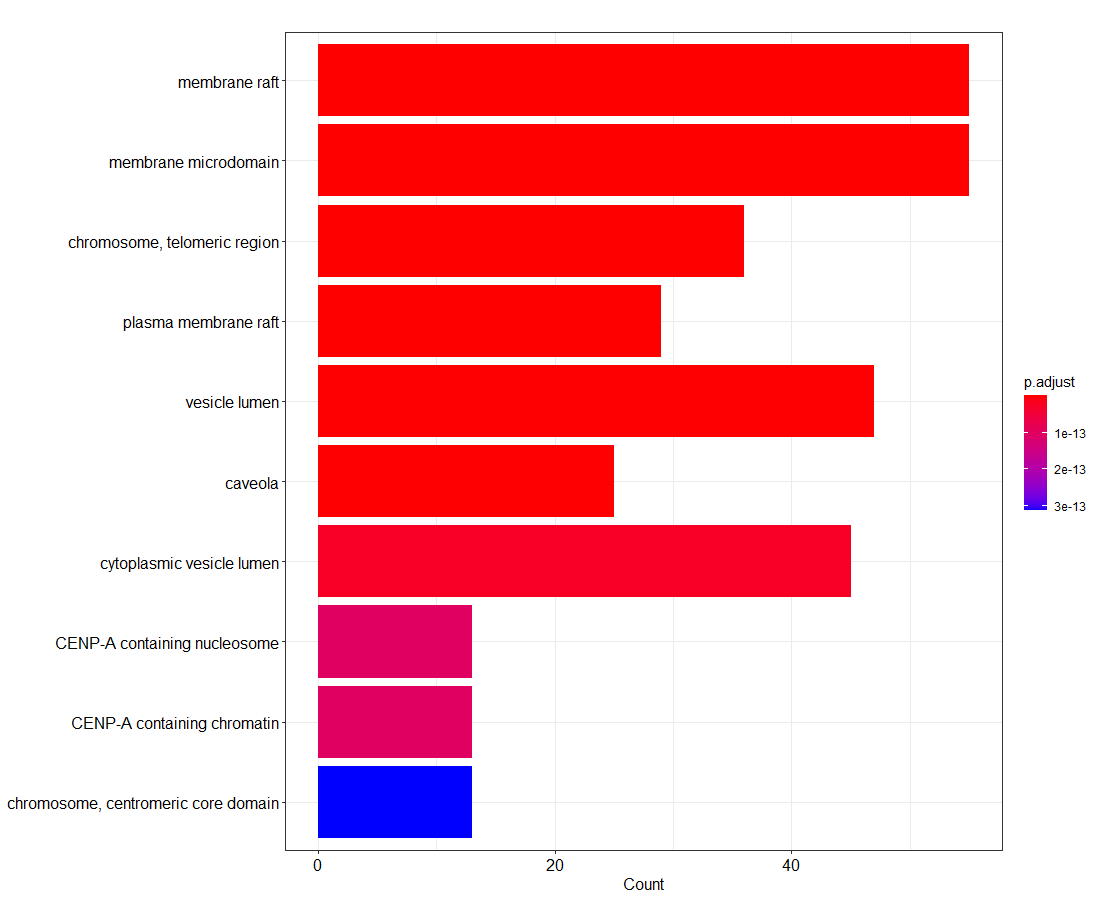 membrane raft
membrane microdomain
chromosome, telomeric region
plasma membrane raft
vesicle lumen
caveola
cytoplasmic vesicle lumen
CENP-A containing nucleosome
CENP-A containing chromatin
chromosome, centromeric core domain
0 20 40
Count
p.adjust
1e-13
2e-13
3e-13